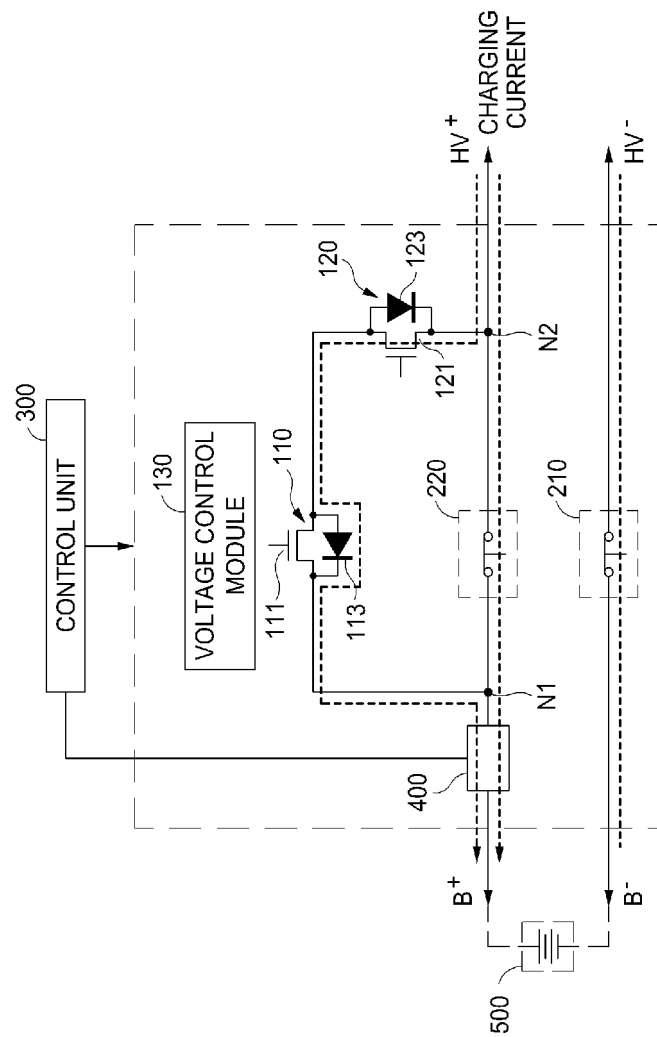 300
CONTROL UNIT
130
VOLTAGE CONTROL
MODULE
110
111
113
120
123
121
HV+
CHARGING
CURRENT
N2
220
N1
400
B+
210
HV-
B-
500